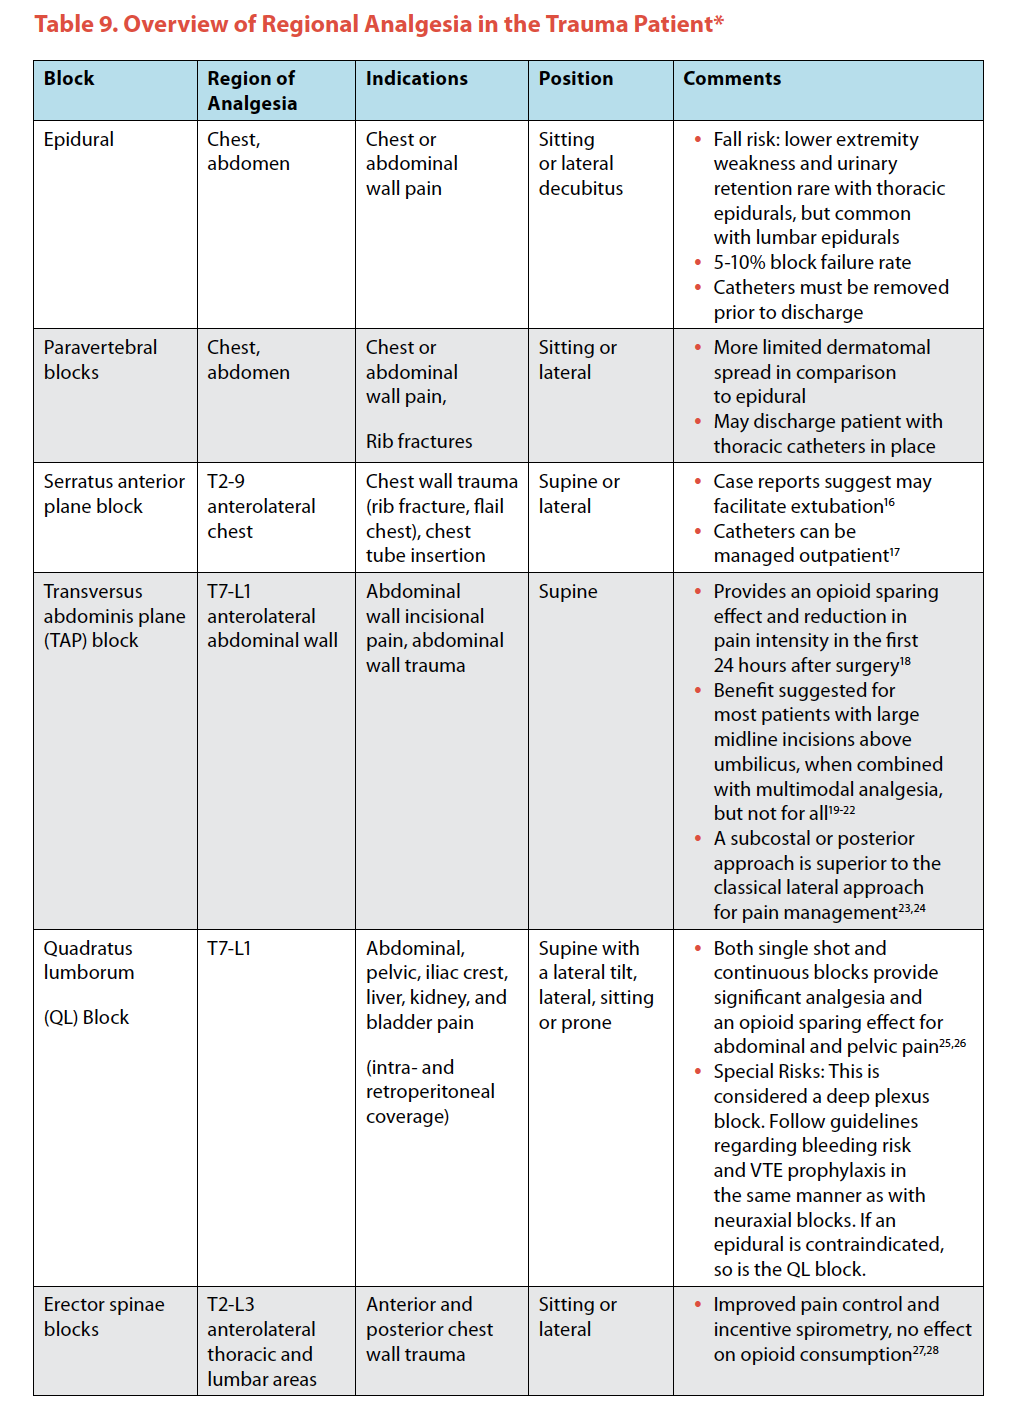 Table 9. Overview of Regional Analgesia in the Trauma Patient*
Block
Region of
Analgesia
Indications
Position
Comments
Epidural
Chest,
abdomen
Chest or
abdominal
wall pain
Sitting
or lateral
decubitus
• Fall risk: lower extremity
weakness and urinary
retention rare with thoracic
epidurals, but common
with lumbar epidurals
• 5-10% block failure rate
• Catheters must be removed
prior to discharge
Paravertebral
blocks
Chest,
abdomen
Chest or
abdominal
wall pain,
Rib fractures
Sitting or
lateral
• More limited dermatomal
spread in comparison
to epidural
• May discharge patient with
thoracic catheters in place
Serratus anterior
plane block
T2-9
anterolateral
chest
Chest wall trauma
(rib fracture, flail
chest), chest
tube insertion
Supine or
lateral
• Case reports suggest may
facilitate extubation16
• Catheters can be
managed outpatient17
Transversus
abdominis plane
(TAP) block
T7-L1
anterolateral
abdominal wall
Abdominal
wall incisional
pain, abdominal
wall trauma
Supine
• Provides an opioid sparing
effect and reduction in
pain intensity in the first
24 hours after surgery18
• Benefit suggested for
most patients with large
midline incisions above
umbilicus, when combined
with multimodal analgesia,
but not for all19-22
• A subcostal or posterior
approach is superior to the
classical lateral approach
for pain management23,24
Quadratus
lumborum
(QL) Block
T7-L1
Abdominal,
pelvic, iliac crest,
liver, kidney, and
bladder pain
(intra- and
retroperitoneal
coverage)
Supine with
a lateral tilt,
lateral, sitting
or prone
• Both single shot and
continuous blocks provide
significant analgesia and
an opioid sparing effect for
abdominal and pelvic pain25,26
• Special Risks: This is
considered a deep plexus
block. Follow guidelines
regarding bleeding risk
and VTE prophylaxis in
the same manner as with
neuraxial blocks. If an
epidural is contraindicated,
so is the QL block.
Erector spinae
blocks
T2-L3
anterolateral
thoracic and
lumbar areas
Anterior and
posterior chest
wall trauma
Sitting or
lateral
• Improved pain control and
incentive spirometry, no effect
on opioid consumption27,28